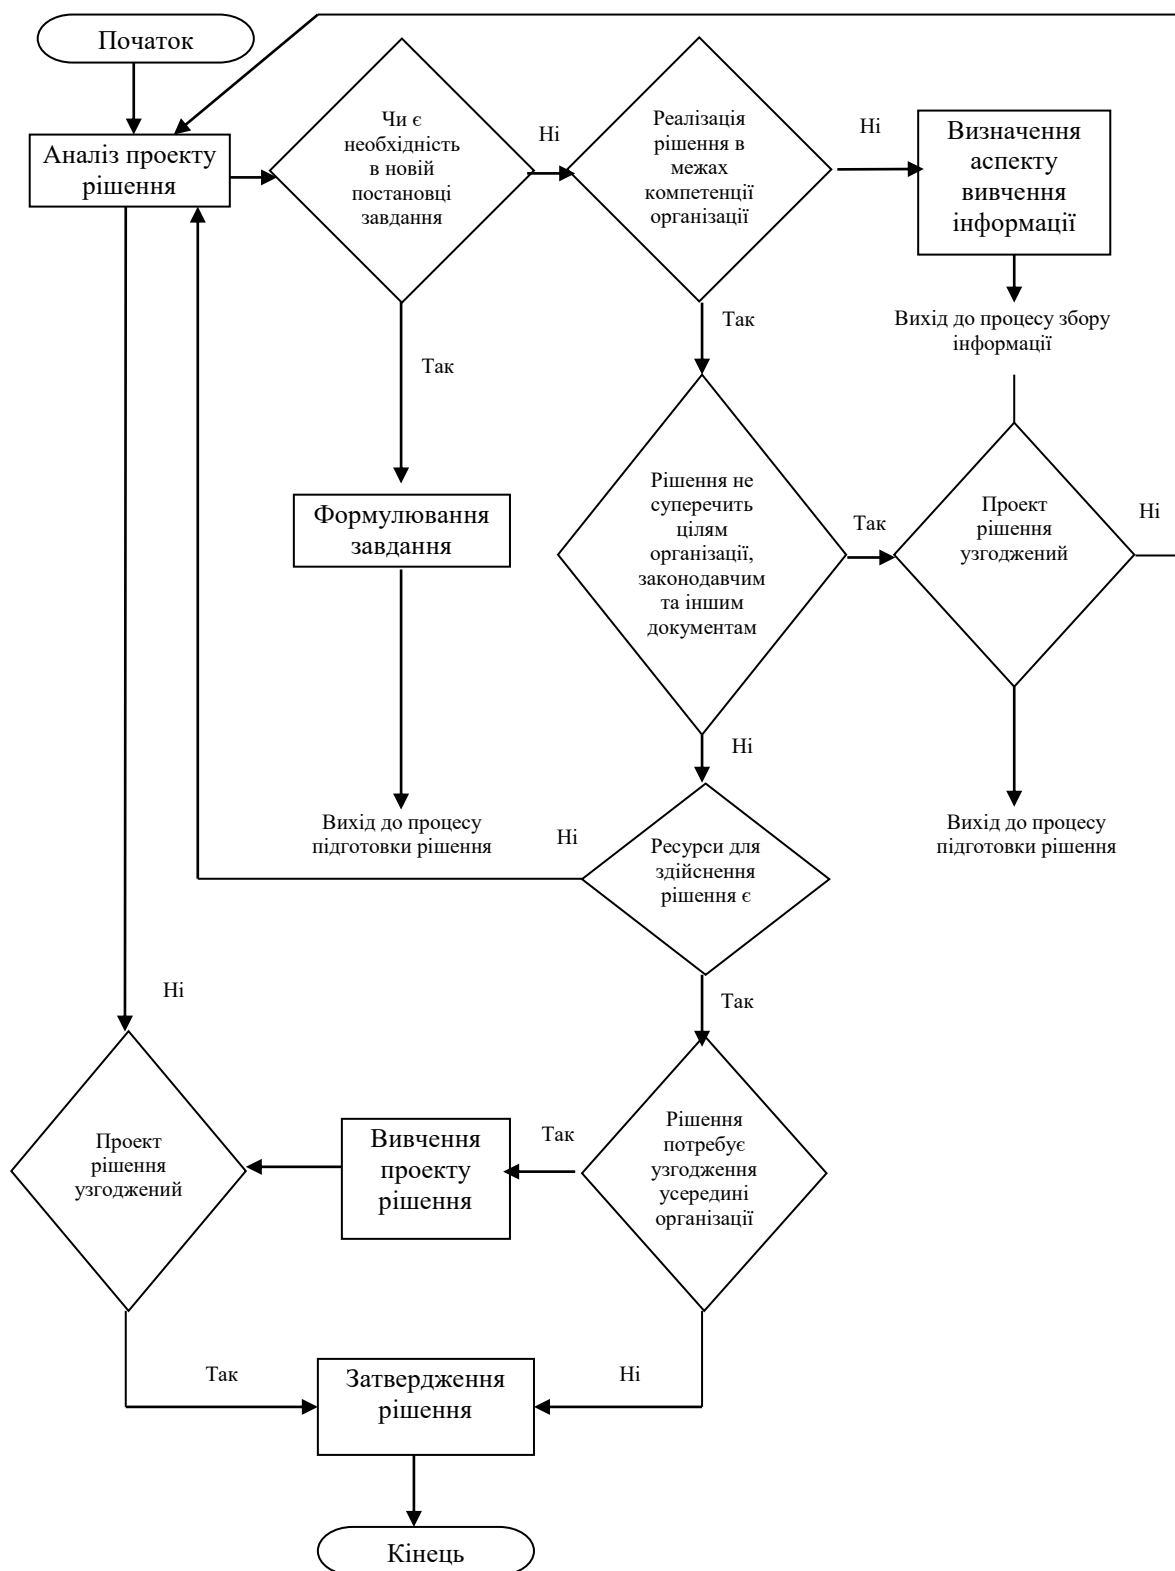 Початок
Аналіз проекту
рішення
Чи є
необхідність
в новій
постановці
завдання
Ні
Реалізація
рішення в
межах
компетенції
організації
Ні
Визначення
аспекту
вивчення
інформації
Так
Так
Вихід до процесу збору
інформації
Формулювання
завдання
Рішення не
суперечить
цілям
організації,
законодавчим
та іншим
документам
Так
Проект
рішення
узгоджений
Ні
Ні
Вихід до процесу
підготовки рішення
Ні
Ресурси для
здійснення
рішення є
Вихід до процесу
підготовки рішення
Ні
Так
Проект
рішення
узгоджений
Вивчення
проекту
рішення
Так
Рішення
потребує
узгодження
усередині
організації
Так
Затвердження
рішення
Ні
Кінець